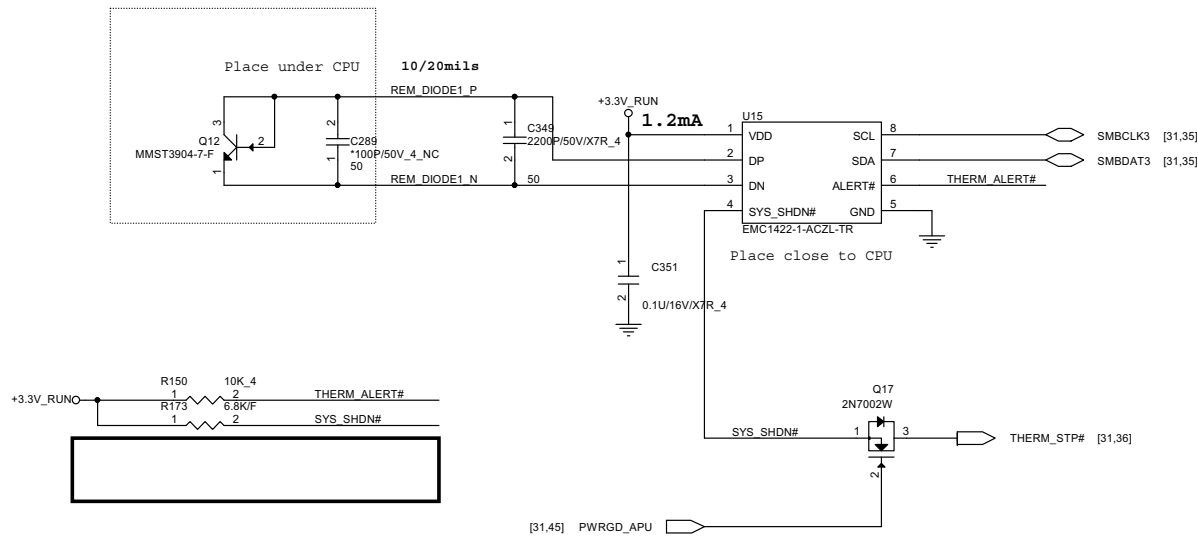 Place under CPU
10/20mils
REM_DIODE1_P
+3.3V_RUN
1.2mA
U15
3
Q12
2
MMST3904-7-F
1
2
C289
1
*100P/50V_4_NC
50
1
C349
2200P/50V/X7R_4
2
REM_DIODE1_N
50
1
VDD
SCL
8
SMBCLK3
[31,35]
2
DP
SDA
7
SMBDAT3
[31,35]
3
DN
ALERT#
6
THERM_ALERT#
4
SYS_SHDN#
GND
5
EMC1422-1-ACZL-TR
Place close to CPU
1
C351
2
0.1U/16V/X7R_4
R150
10K_4
+3.3V_RUN
1
2
THERM_ALERT#
R173
6.8K/F
1
2
SYS_SHDN#
Q17
2N7002W
SYS_SHDN#
1
3
THERM_STP#
[31,36]
2
[31,45]
PWRGD_APU